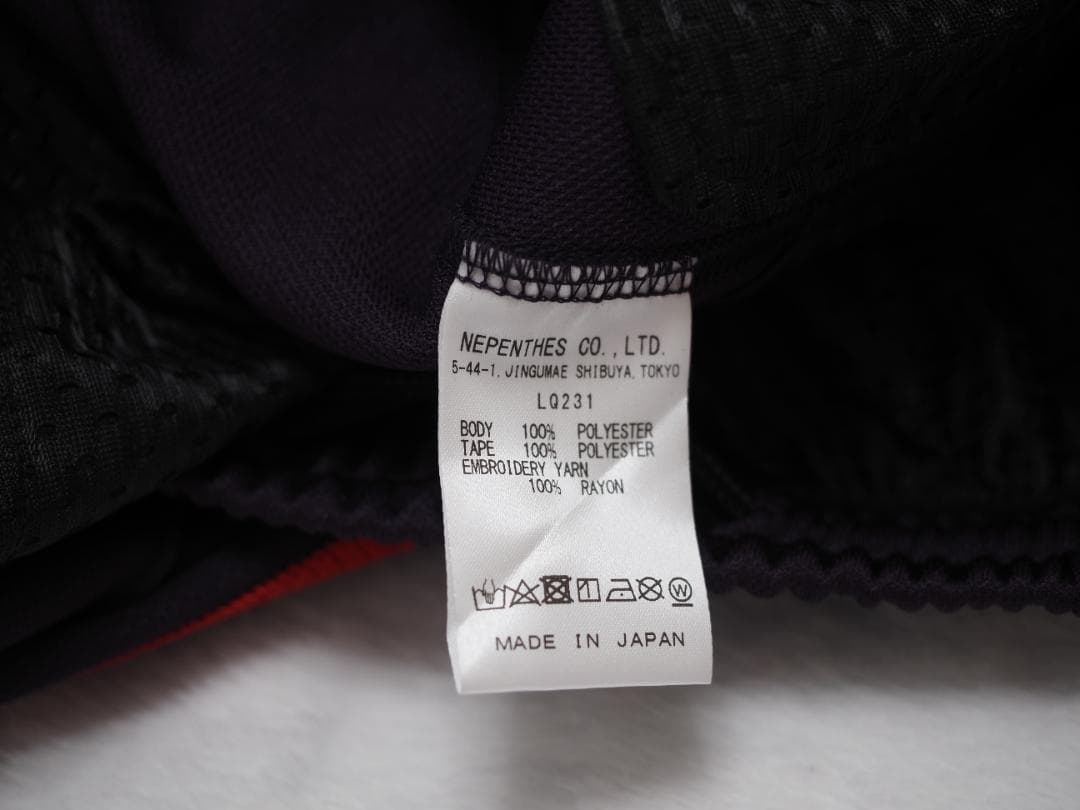 NEPENTHES CO., LTD.
5-44-1, JINGUMAE SHIBUYA, TOKYO
LQ231
BODY 100% POLYESTER
TAPE 100% POLYESTER
EMBROIDERY YARN
100% RAYON
W
MADE IN JAPAN